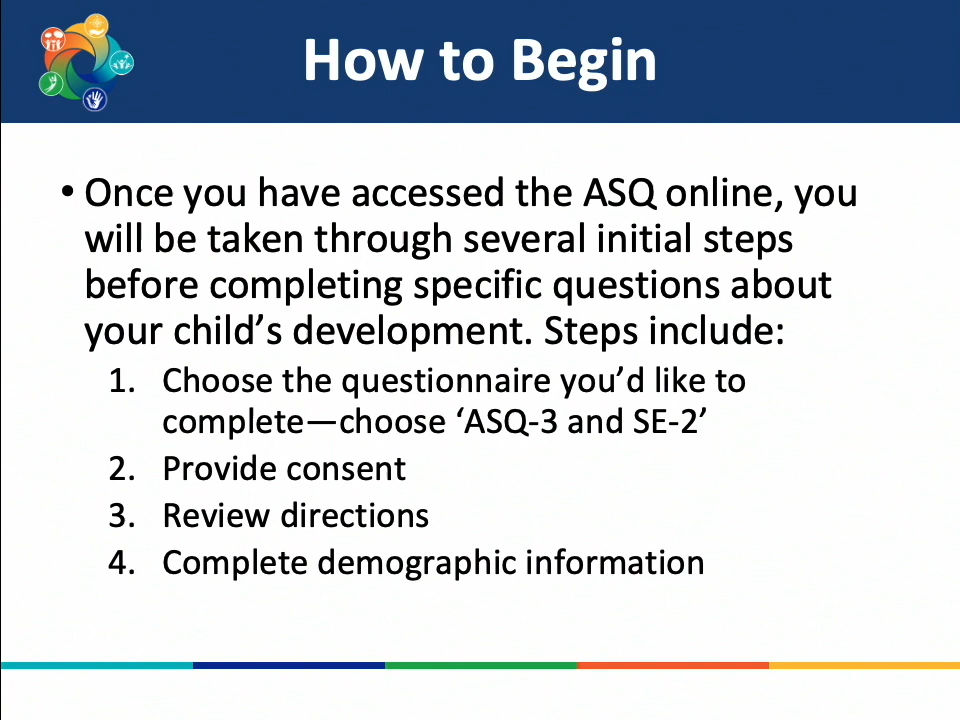 How to Begin
• Once you have accessed the ASQ online, you
will be taken through several initial steps
before completing specific questions about
your child’s development. Steps include:
1. Choose the questionnaire you’d like to
complete—choose ‘ASQ-3 and SE-2’
2. Provide consent
3. Review directions
4. Complete demographic information